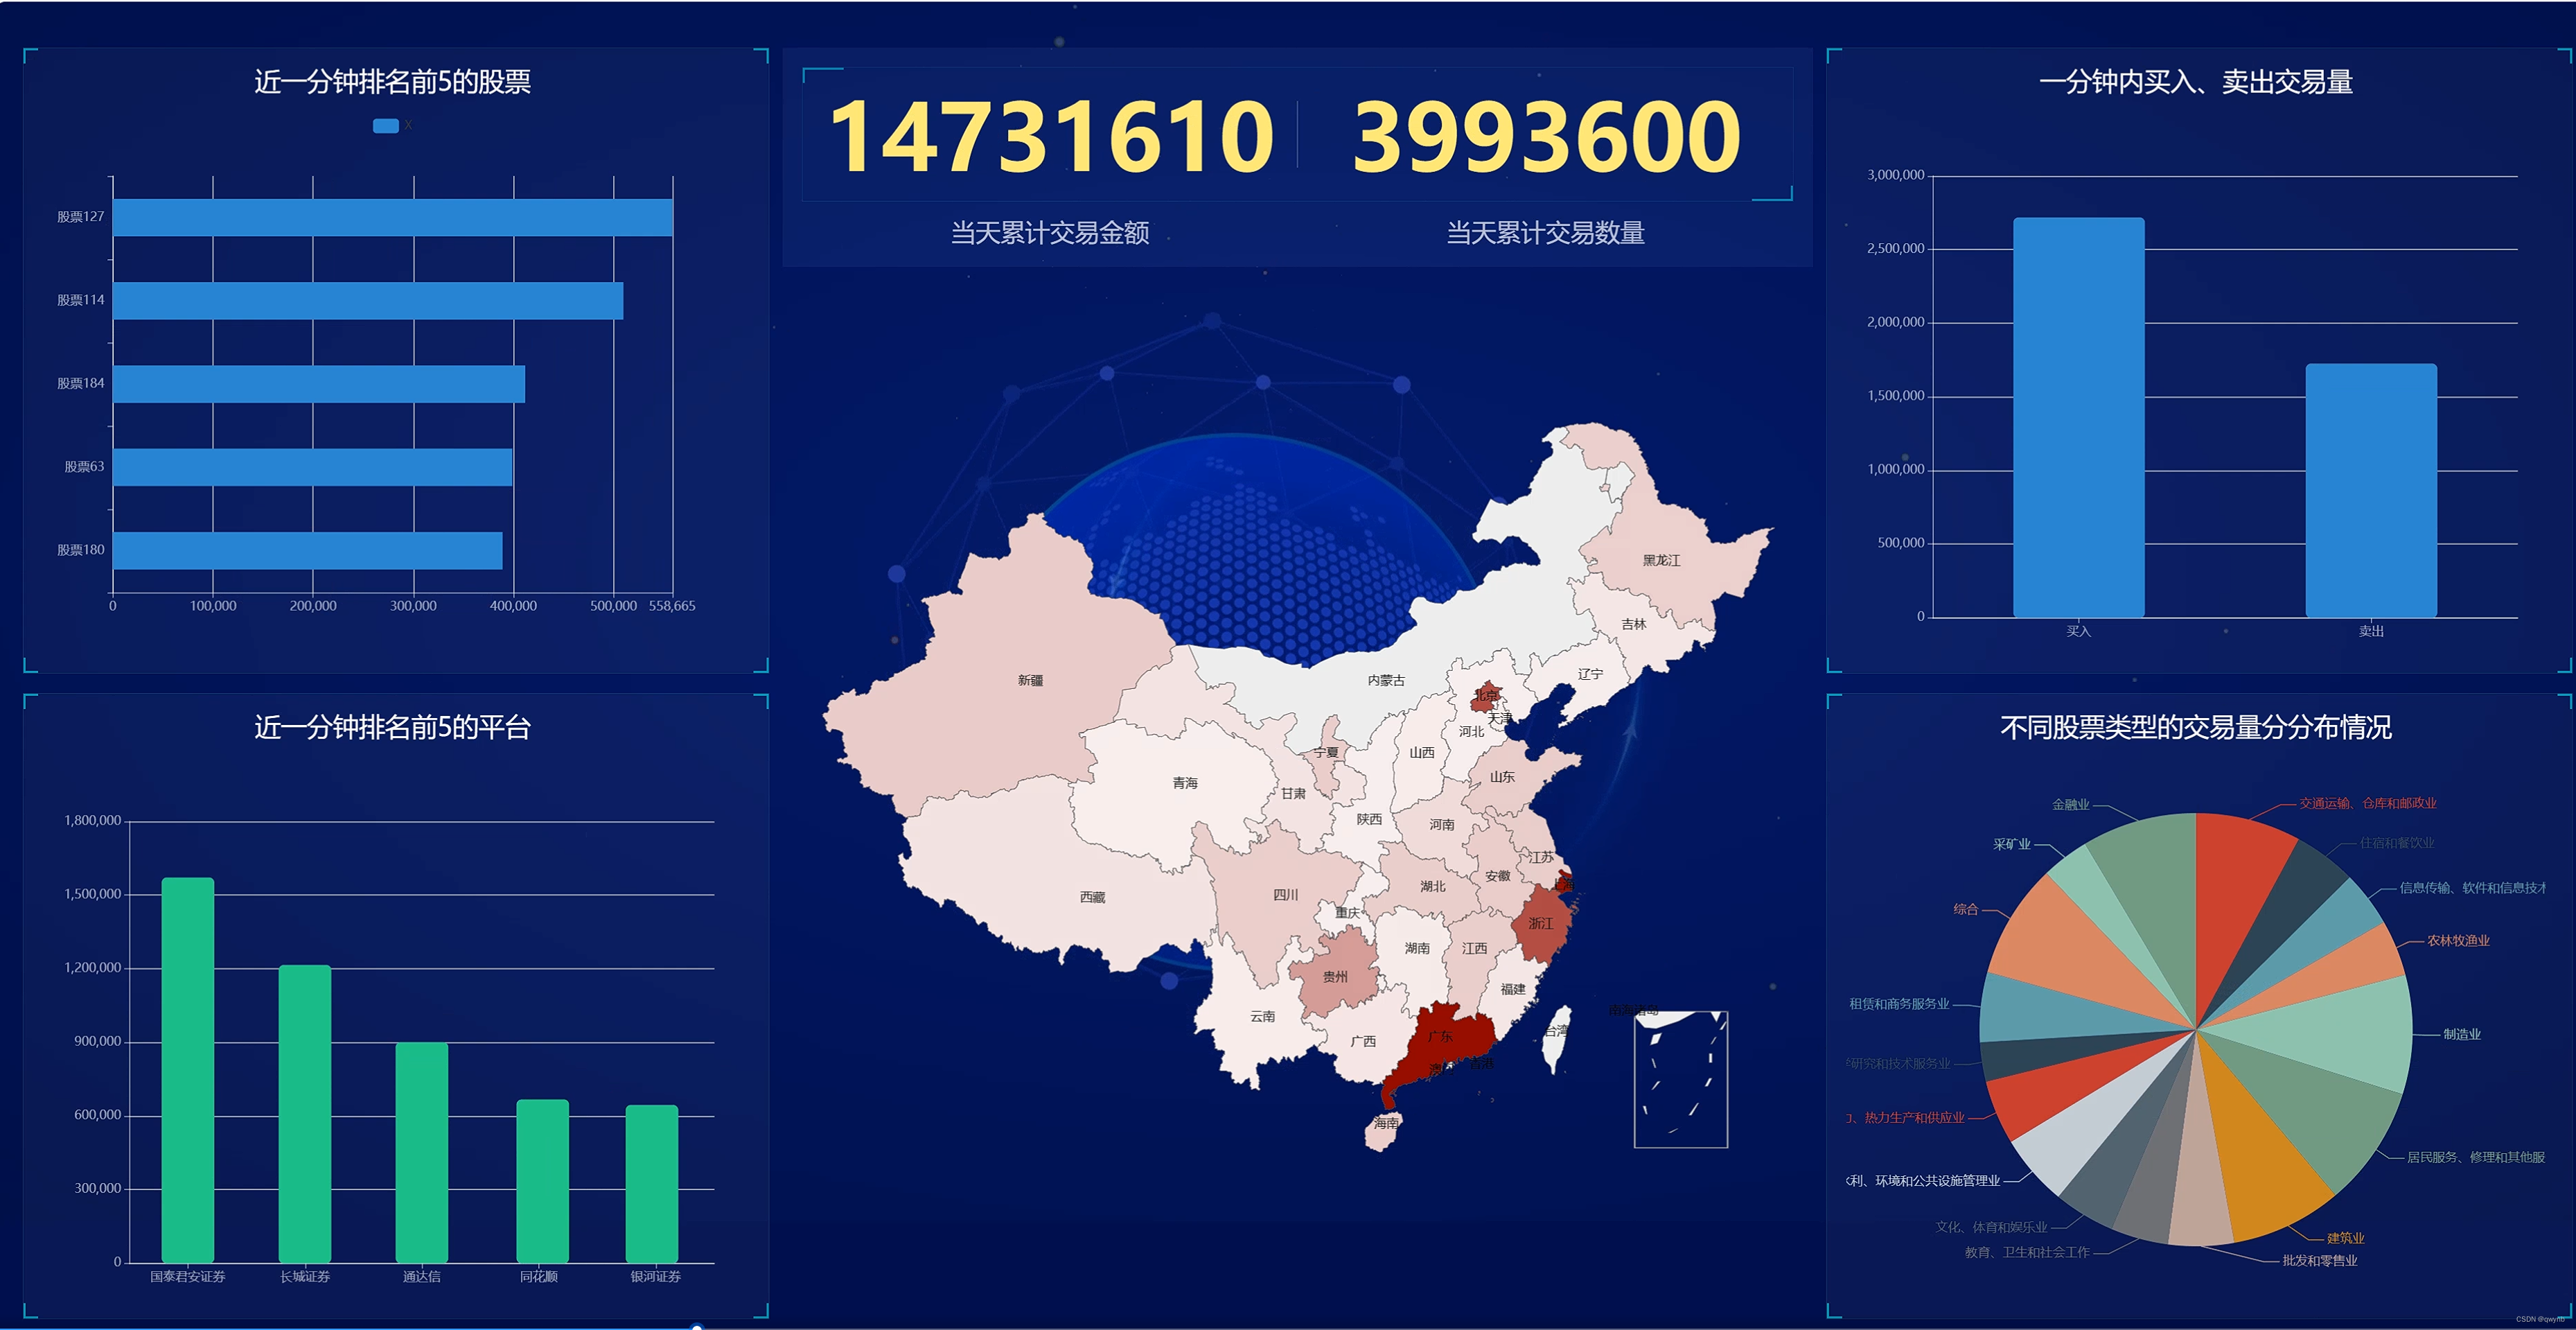 近一分钟排名前5的股票
X
股票127
股票114
股票184
股票63
股票180
0
100,000
200,000
300,000
400,000
500,000
558,665
近一分钟排名前5的平台
1,800,000
1,500,000
1,200,000
900,000
600,000
300,000
0
国泰君安证券
长城证券
通达信
同花顺
银河证券
14731610
3993600
当天累计交易金额
当天累计交易数量
黑龙江
吉林
辽宁
内蒙古
新疆
北京
天津
河北
山西
宁夏
山东
青海
甘肃
陕西
河南
江苏
安徽
上海
四川
湖北
西藏
重庆
浙江
湖南
江西
贵州
福建
云南
南海诸岛
台湾
广西
广东
澳门
香港
海南
一分钟内买入、卖出交易量
3,000,000
2,500,000
2,000,000
1,500,000
1,000,000
500,000
0
买入
卖出
不同股票类型的交易量分分布情况
金融业
交通运输、仓库和邮政业
采矿业
住宿和餐饮业
信息传输、软件和信息技术
综合
农林牧渔业
租赁和商务服务业
制造业
研究和技术服务业
、热力生产和供应业
居民服务、修理和其他服
利、环境和公共设施管理业
文化、体育和娱乐业
建筑业
教育、卫生和社会工作
批发和零售业
CSDN @qwyhb